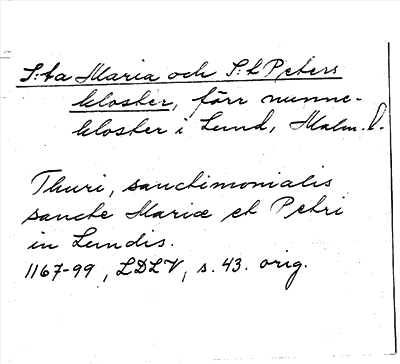 S:ta Maria och S:t Peters
kloster, förr nunne-
kloster i Lund, Malm. l.
Thuri, sanctimonialis
sancte Marie et Petri
in Lundis.
1167-99, LDLV, s. 43. orig.